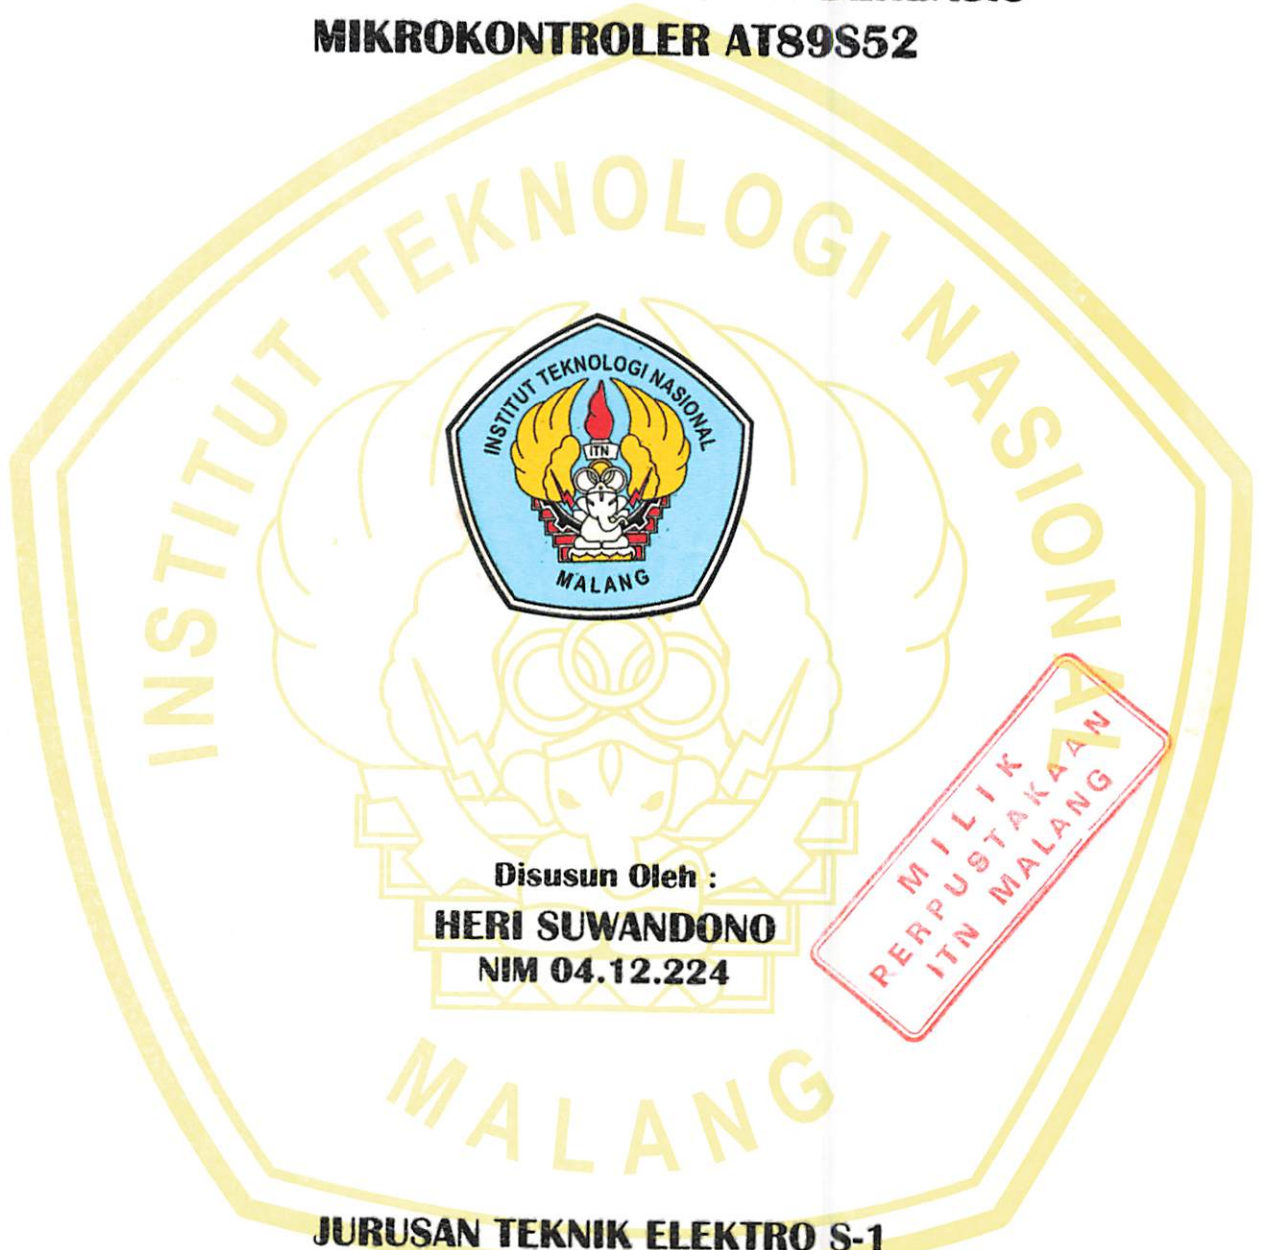 MIKROKONTROLER AT89S52
INSTITUT TEKNOLOGI NASIONAL
MALANG
INSTITUT TEKNOLOGI NASIONAL
ITN
MALANG
Disusun Oleh :
HERI SUWANDONO
NIM 04.12.224
MILIK
PERPUSTAKAAN
ITN MALANG
JURUSAN TEKNIK ELEKTRO S-1